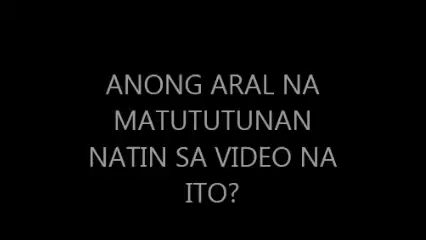 ANONG ARAL NA
MATUTUTUNAN
NATIN SA VIDEO NA
ITO?